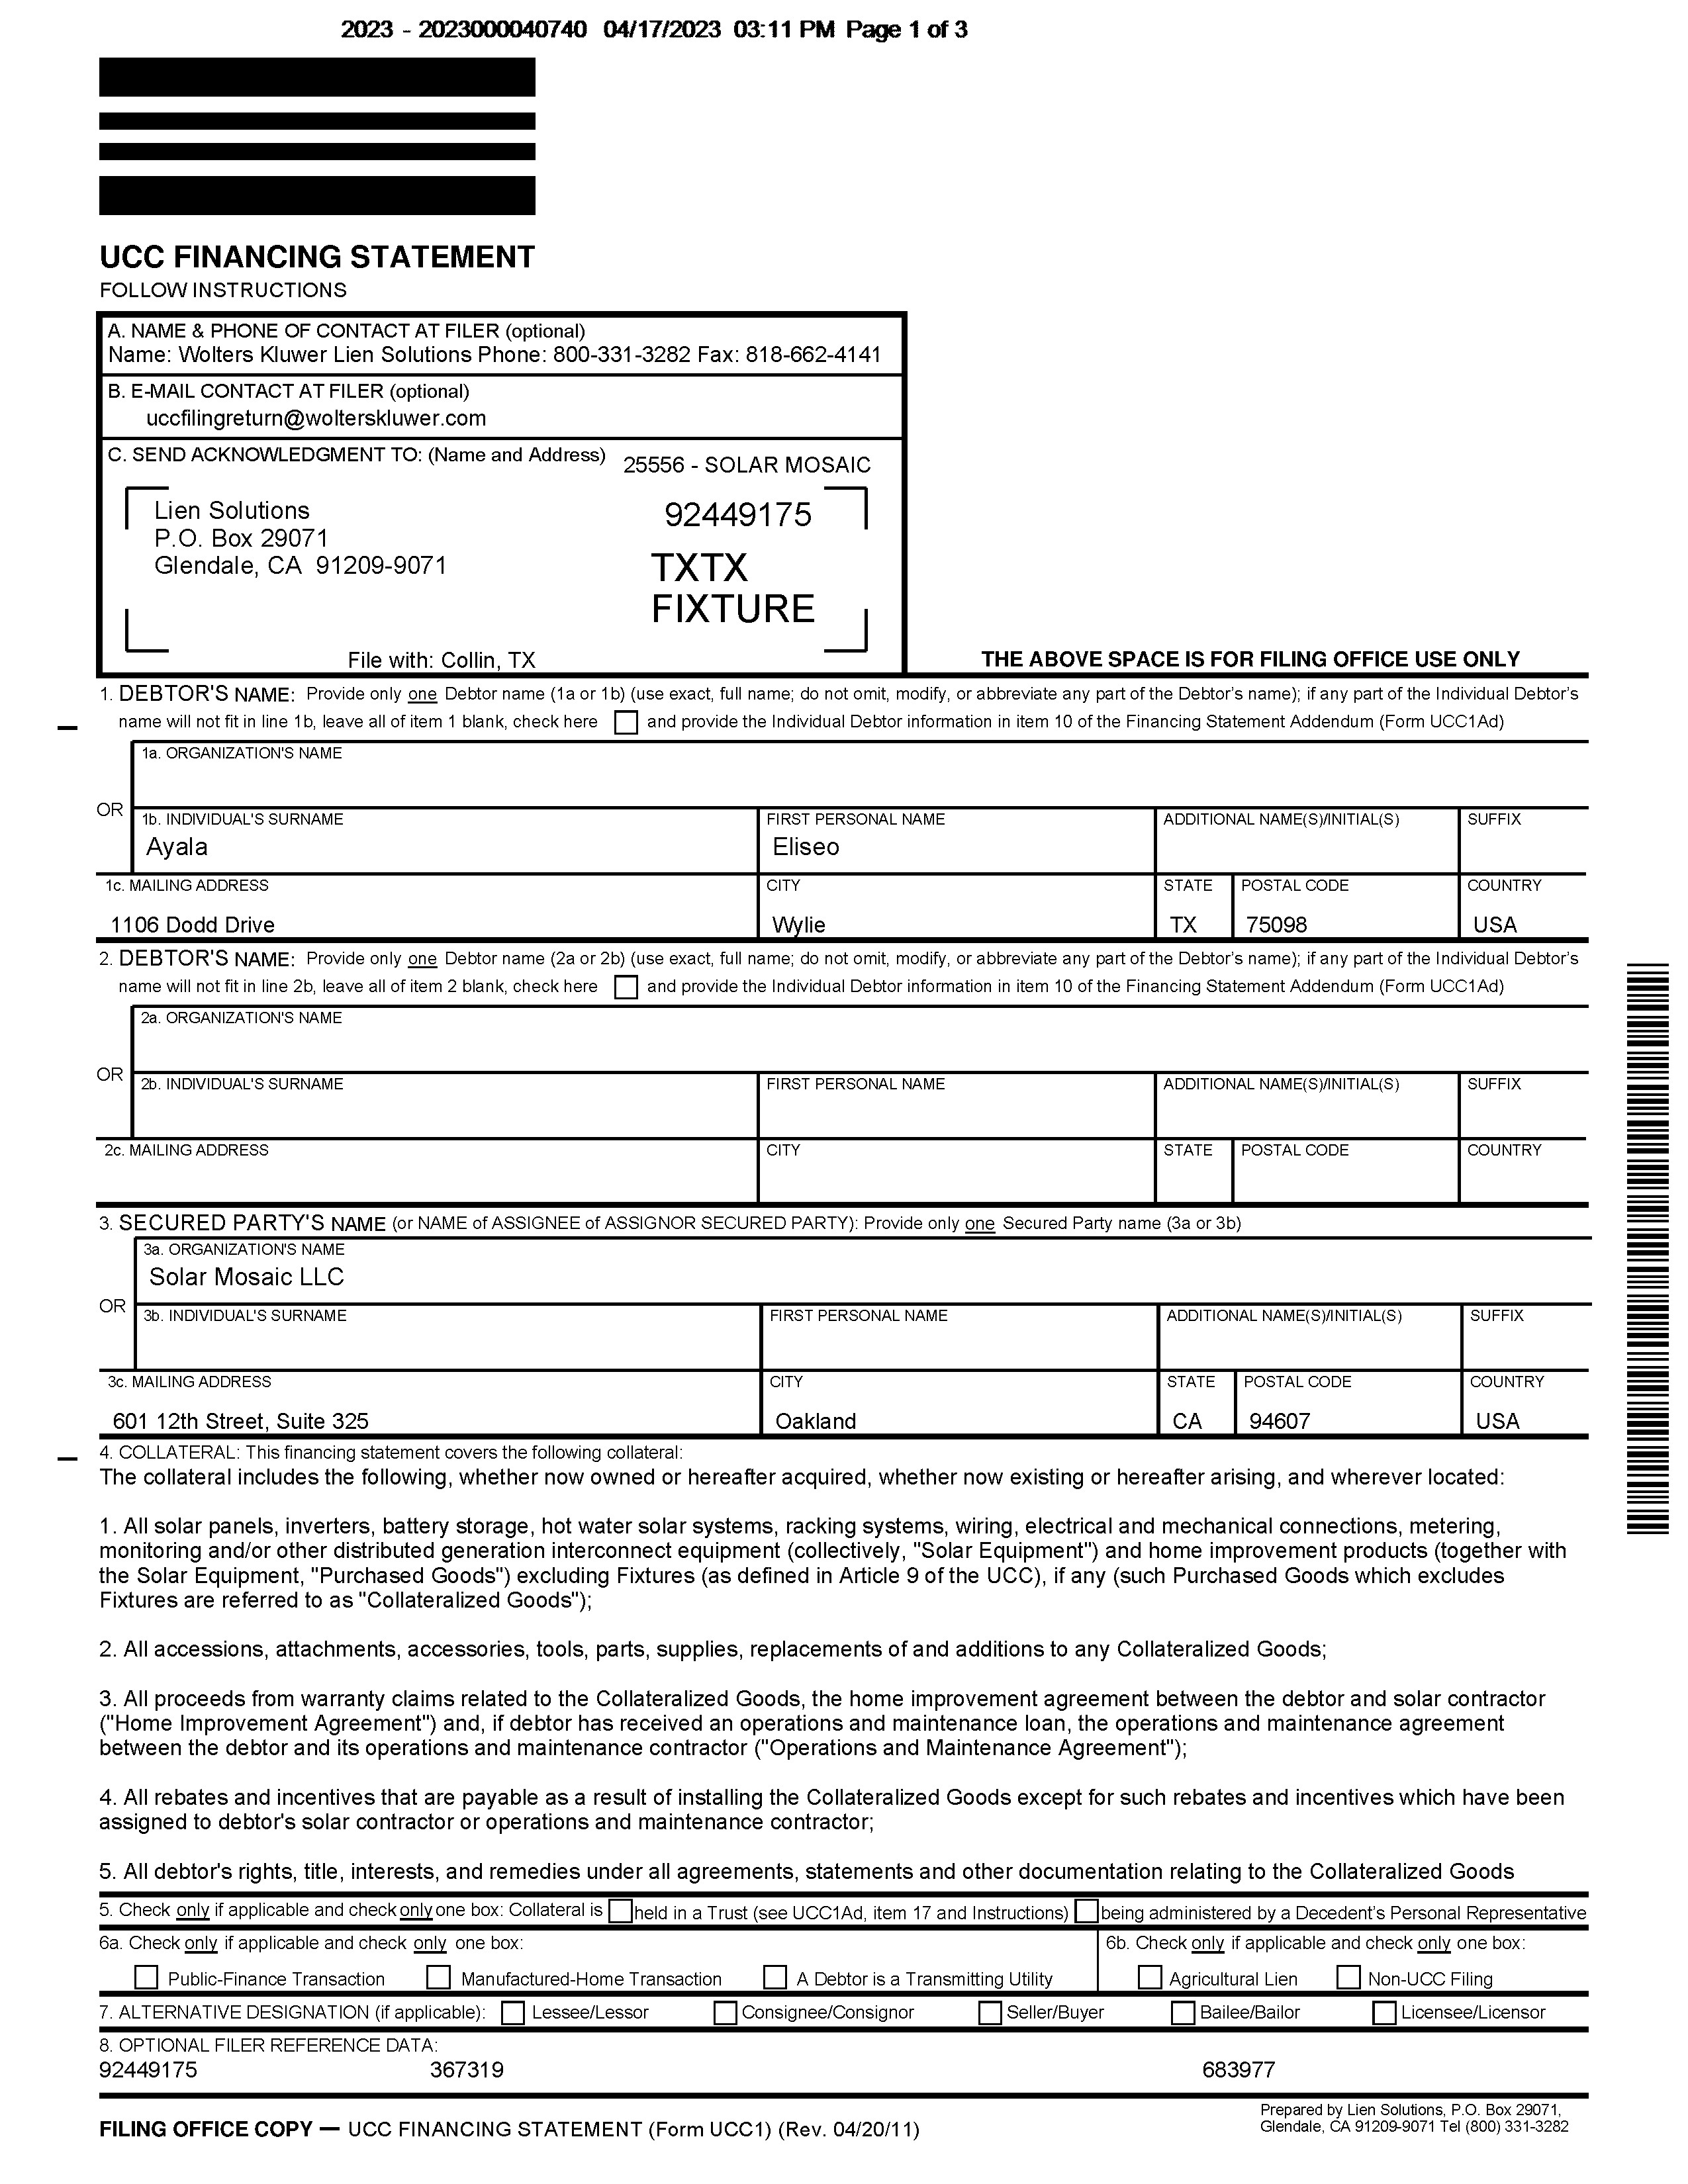 2023 - 2023000040740 04/17/2023 03:11 PM Page 1 of 3
UCC FINANCING STATEMENT
FOLLOW INSTRUCTIONS
A. NAME & PHONE OF CONTACT AT FILER (optional)
Name: Wolters Kluwer Lien Solutions Phone: 800-331-3282 Fax: 818-662-4141
B. E-MAIL CONTACT AT FILER (optional)
uccfilingreturn@wolterskluwer.com
C. SEND ACKNOWLEDGMENT TO: (Name and Address) 25556 - SOLAR MOSAIC
Lien Solutions 92449175
P.O. Box 29071
Glendale, CA 91209-9071 TXTX
FIXTURE
File with: Collin, TX
THE ABOVE SPACE IS FOR FILING OFFICE USE ONLY
1. DEBTOR'S NAME: Provide only one Debtor name (1a or 1b) (use exact, full name; do not omit, modify, or abbreviate any part of the Debtor's name); if any part of the Individual Debtor's
name will not fit in line 1b, leave all of item 1 blank, check here and provide the Individual Debtor information in item 10 of the Financing Statement Addendum (Form UCC1Ad)
1a. ORGANIZATION'S NAME
OR
1b. INDIVIDUAL'S SURNAME FIRST PERSONAL NAME ADDITIONAL NAME(S)/INITIAL(S) SUFFIX
Ayala Eliseo
1c. MAILING ADDRESS CITY STATE POSTAL CODE COUNTRY
1106 Dodd Drive Wylie TX 75098 USA
2. DEBTOR'S NAME: Provide only one Debtor name (2a or 2b) (use exact, full name; do not omit, modify, or abbreviate any part of the Debtor's name); if any part of the Individual Debtor's
name will not fit in line 2b, leave all of item 2 blank, check here and provide the Individual Debtor information in item 10 of the Financing Statement Addendum (Form UCC1Ad)
2a. ORGANIZATION'S NAME
OR
2b. INDIVIDUAL'S SURNAME FIRST PERSONAL NAME ADDITIONAL NAME(S)/INITIAL(S) SUFFIX
2c. MAILING ADDRESS CITY STATE POSTAL CODE COUNTRY
3. SECURED PARTY'S NAME (or NAME of ASSIGNEE of ASSIGNOR SECURED PARTY): Provide only one Secured Party name (3a or 3b)
3a. ORGANIZATION'S NAME
Solar Mosaic LLC
OR
3b. INDIVIDUAL'S SURNAME FIRST PERSONAL NAME ADDITIONAL NAME(S)/INITIAL(S) SUFFIX
3c. MAILING ADDRESS CITY STATE POSTAL CODE COUNTRY
601 12th Street, Suite 325 Oakland CA 94607 USA
4. COLLATERAL: This financing statement covers the following collateral:
The collateral includes the following, whether now owned or hereafter acquired, whether now existing or hereafter arising, and wherever located:
1. All solar panels, inverters, battery storage, hot water solar systems, racking systems, wiring, electrical and mechanical connections, metering,
monitoring and/or other distributed generation interconnect equipment (collectively, "Solar Equipment") and home improvement products (together with
the Solar Equipment, "Purchased Goods") excluding Fixtures (as defined in Article 9 of the UCC), if any (such Purchased Goods which excludes
Fixtures are referred to as "Collateralized Goods");
2. All accessions, attachments, accessories, tools, parts, supplies, replacements of and additions to any Collateralized Goods;
3. All proceeds from warranty claims related to the Collateralized Goods, the home improvement agreement between the debtor and solar contractor
("Home Improvement Agreement") and, if debtor has received an operations and maintenance loan, the operations and maintenance agreement
between the debtor and its operations and maintenance contractor ("Operations and Maintenance Agreement");
4. All rebates and incentives that are payable as a result of installing the Collateralized Goods except for such rebates and incentives which have been
assigned to debtor's solar contractor or operations and maintenance contractor;
5. All debtor's rights, title, interests, and remedies under all agreements, statements and other documentation relating to the Collateralized Goods
5. Check only if applicable and check only one box: Collateral is held in a Trust (see UCC1Ad, item 17 and Instructions) being administered by a Decedent's Personal Representative
6a. Check only if applicable and check only one box: 6b. Check only if applicable and check only one box:
Public-Finance Transaction Manufactured-Home Transaction A Debtor is a Transmitting Utility Agricultural Lien Non-UCC Filing
7. ALTERNATIVE DESIGNATION (if applicable): Lessee/Lessor Consignee/Consignor Seller/Buyer Bailee/Bailor Licensee/Licensor
8. OPTIONAL FILER REFERENCE DATA:
92449175 367319 683977
FILING OFFICE COPY — UCC FINANCING STATEMENT (Form UCC1) (Rev. 04/20/11)
Prepared by Lien Solutions, P.O. Box 29071,
Glendale, CA 91209-9071 Tel (800) 331-3282